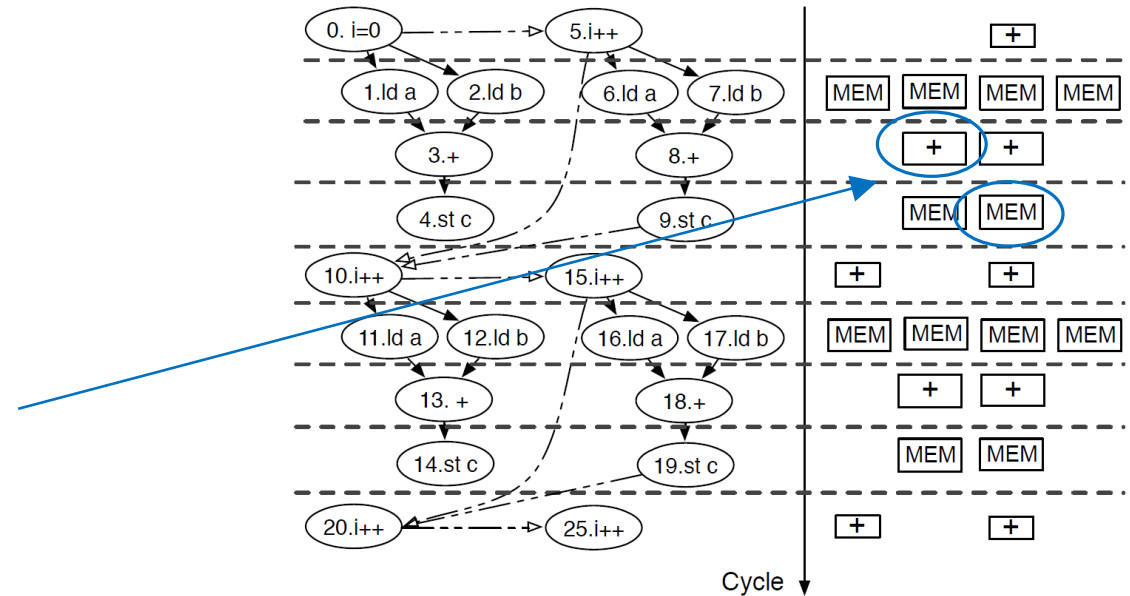 0. i=0 5.i++ +
1.ld a 2.ld b 6.ld a 7.ld b MEM MEM MEM MEM
3.+ 8.+ + +
4.st c 9.st c MEM MEM
10.i++ 15.i++ + +
11.ld a 12.ld b 16.ld a 17.ld b MEM MEM MEM MEM
13. + 18.+ + +
14.st c 19.st c MEM MEM
20.i++ 25.i++ + +
Cycle